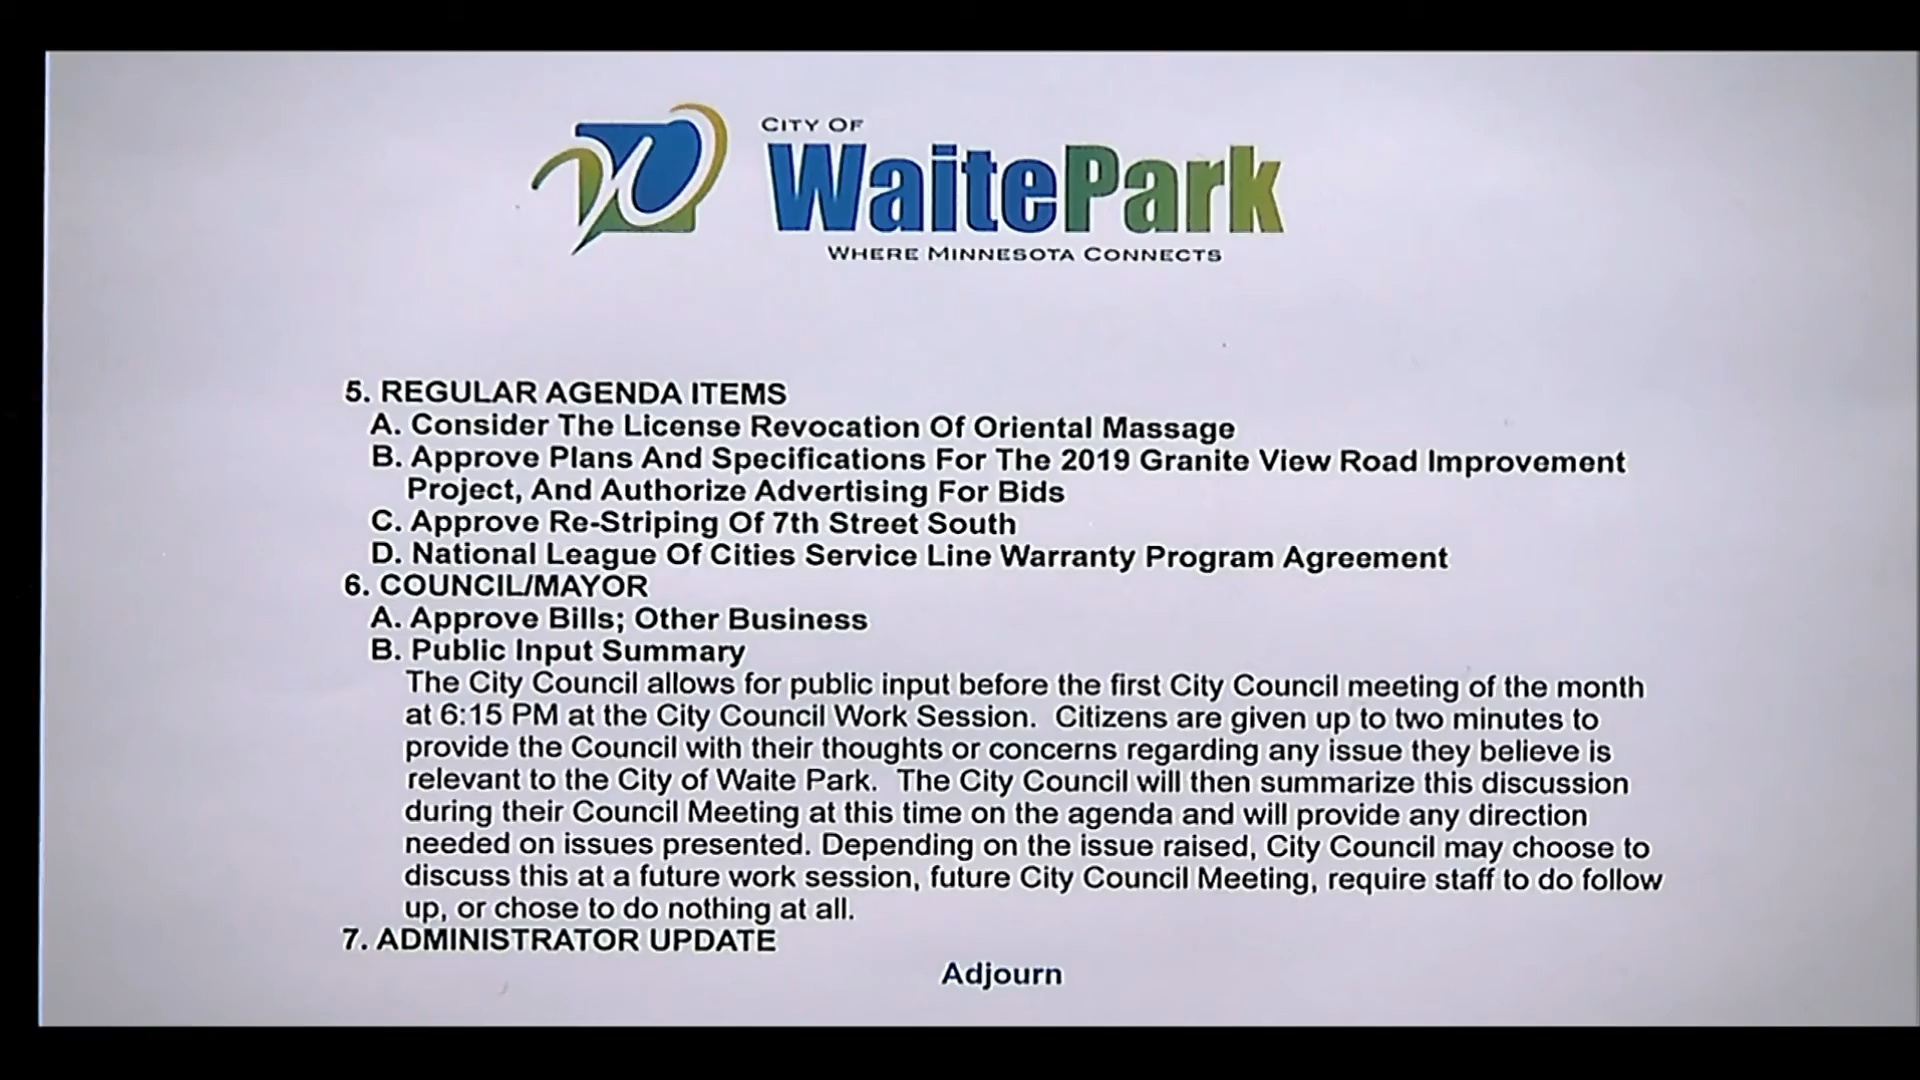 CITY OF
WaitePark
WHERE MINNESOTA CONNECTS
5. REGULAR AGENDA ITEMS
A. Consider The License Revocation Of Oriental Massage
B. Approve Plans And Specifications For The 2019 Granite View Road Improvement
Project, And Authorize Advertising For Bids
C. Approve Re-Striping Of 7th Street South
D. National League Of Cities Service Line Warranty Program Agreement
6. COUNCIL/MAYOR
A. Approve Bills; Other Business
B. Public Input Summary
The City Council allows for public input before the first City Council meeting of the month
at 6:15 PM at the City Council Work Session. Citizens are given up to two minutes to
provide the Council with their thoughts or concerns regarding any issue they believe is
relevant to the City of Waite Park. The City Council will then summarize this discussion
during their Council Meeting at this time on the agenda and will provide any direction
needed on issues presented. Depending on the issue raised, City Council may choose to
discuss this at a future work session, future City Council Meeting, require staff to do follow
up, or chose to do nothing at all.
7. ADMINISTRATOR UPDATE
Adjourn